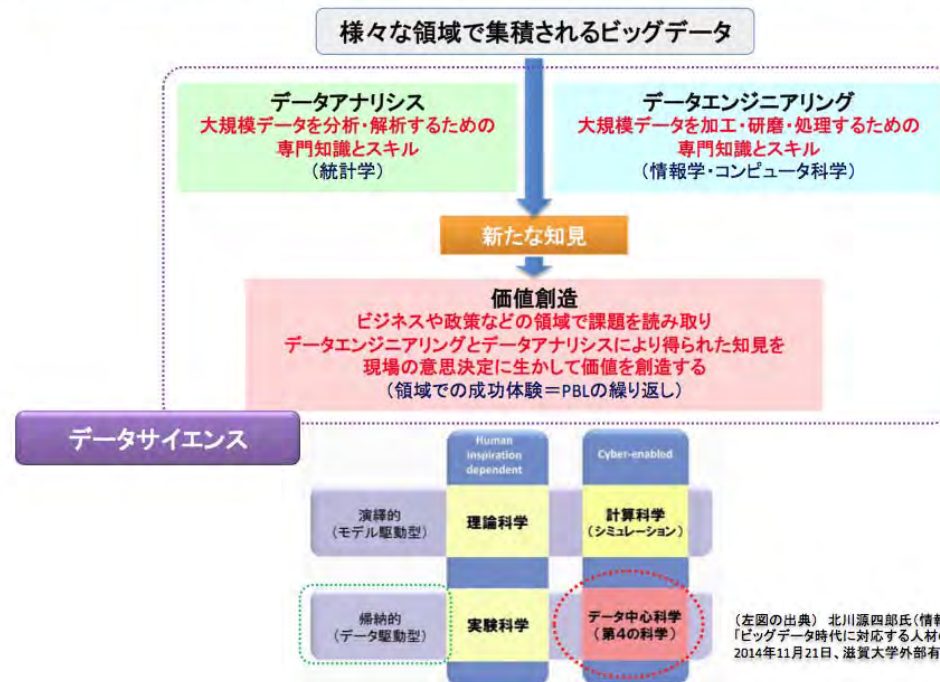 様々な領域で集積されるビッグデータ
データアナリシス
大規模データを分析・解析するための
専門知識とスキル
（統計学）
データエンジニアリング
大規模データを加工・研磨・処理するための
専門知識とスキル
（情報学・コンピュータ科学）
新たな知見
価値創造
ビジネスや政策などの領域で課題を読み取り
データエンジニアリングとデータアナリシスにより得られた知見を
現場の意思決定に生かして価値を創造する
（領域での成功体験＝PBLの繰り返し）
データサイエンス
Human
inspiration
dependent
Cyber-enabled
演繹的
（モデル駆動型）
理論科学
計算科学
（シミュレーション）
帰納的
（データ駆動型）
実験科学
データ中心科学
（第4の科学）
（左図の出典） 北川源四郎氏（情報
「ビッグデータ時代に対応する人材の
2014年11月21日、滋賀大学外部有